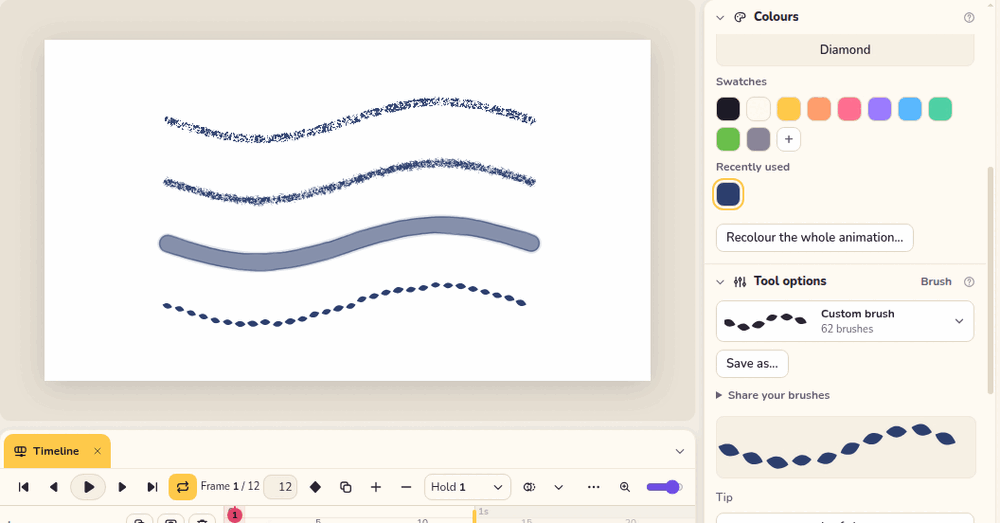 Colours
Diamond
Swatches
+
Recently used
Recolour the whole animation...
Tool options
Brush
Custom brush
62 brushes
Save as...
Share your brushes
Tip
Timeline
Frame 1 / 12
12
Hold 1
1s
1
5
10
15
20